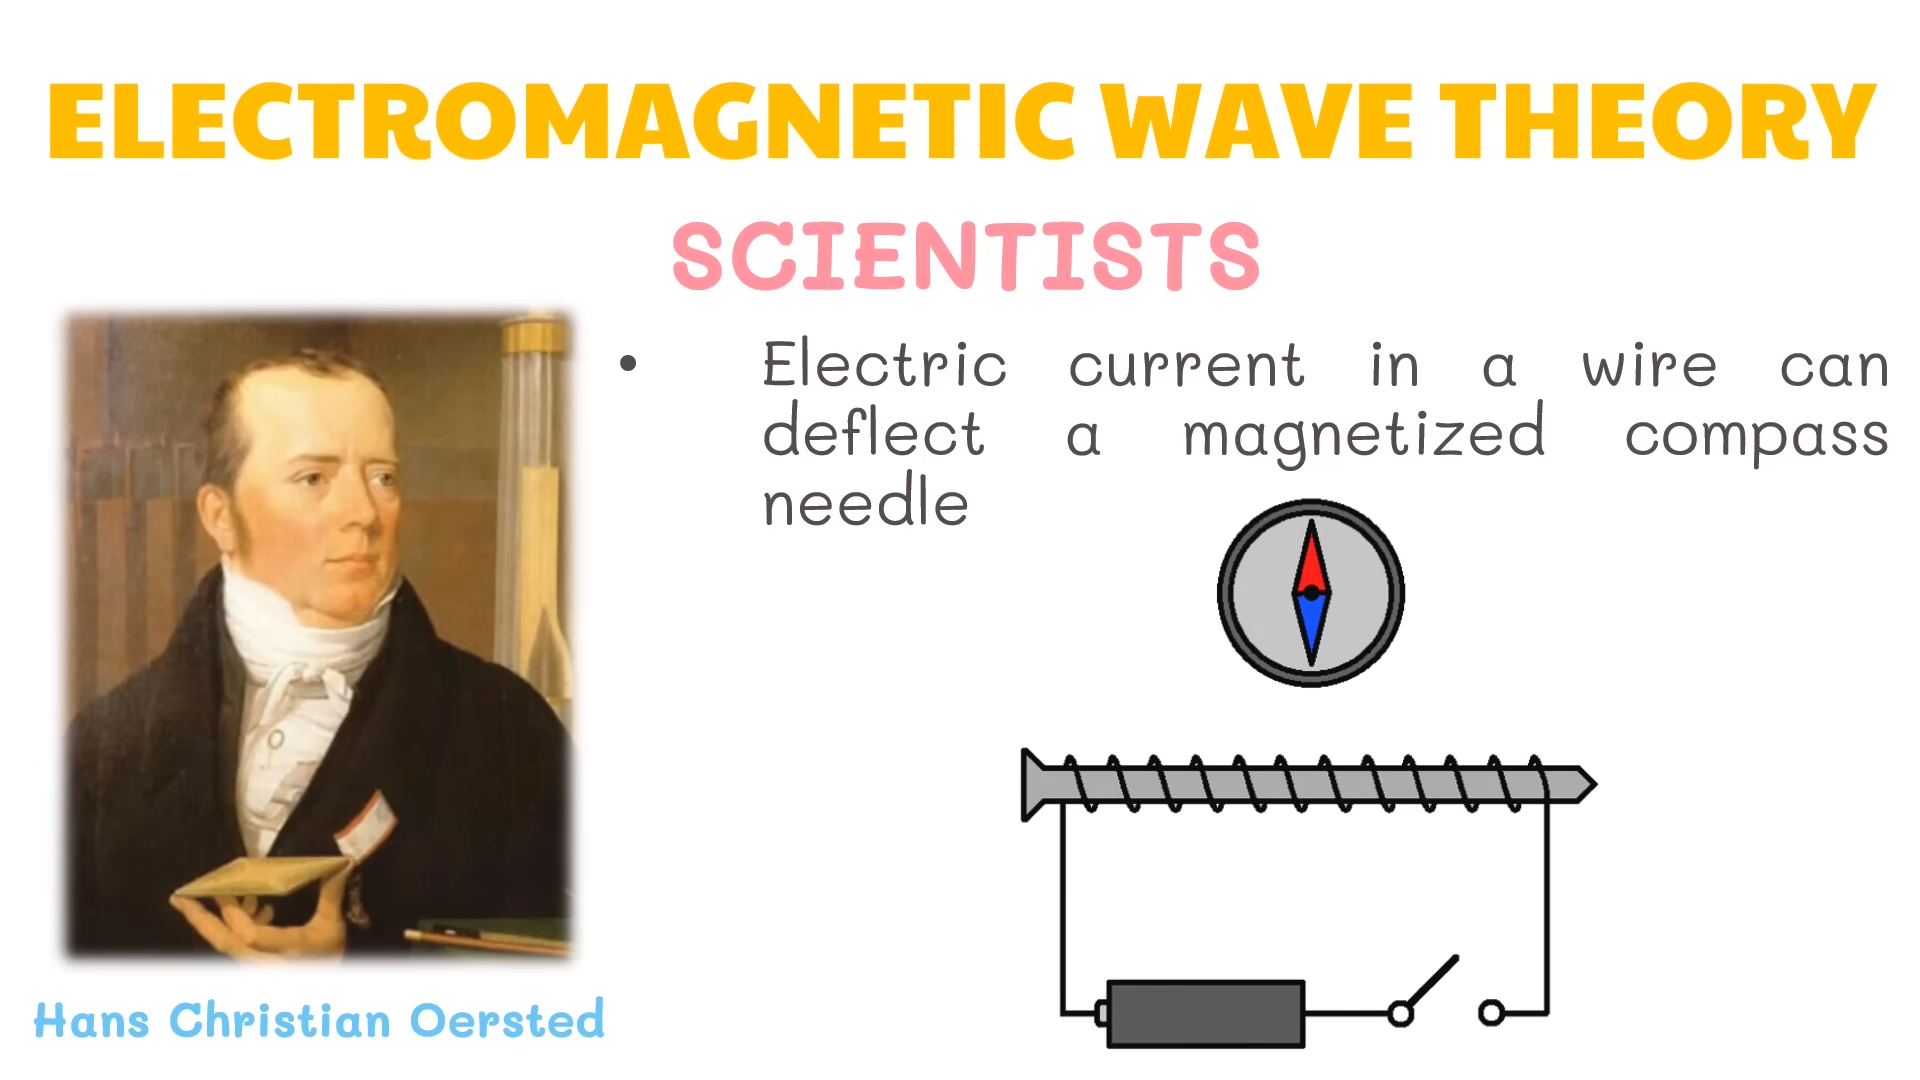 ELECTROMAGNETIC WAVE THEORY
SCIENTISTS
• Electric current in a wire can
deflect a magnetized compass
needle
Hans Christian Oersted